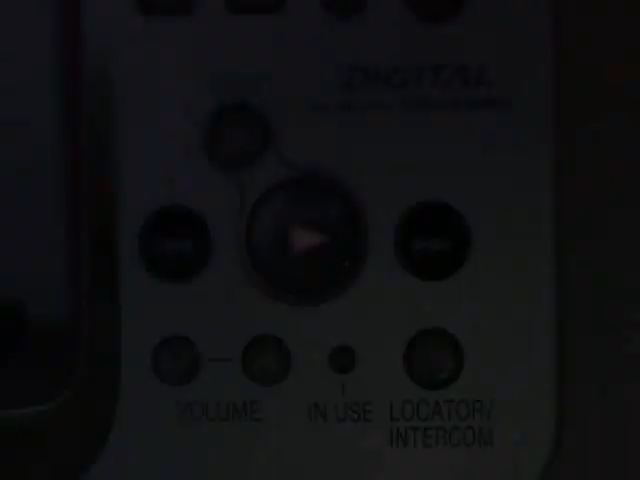 DIGITAL
VOLUME
IN USE
LOCATOR/
INTERCOM